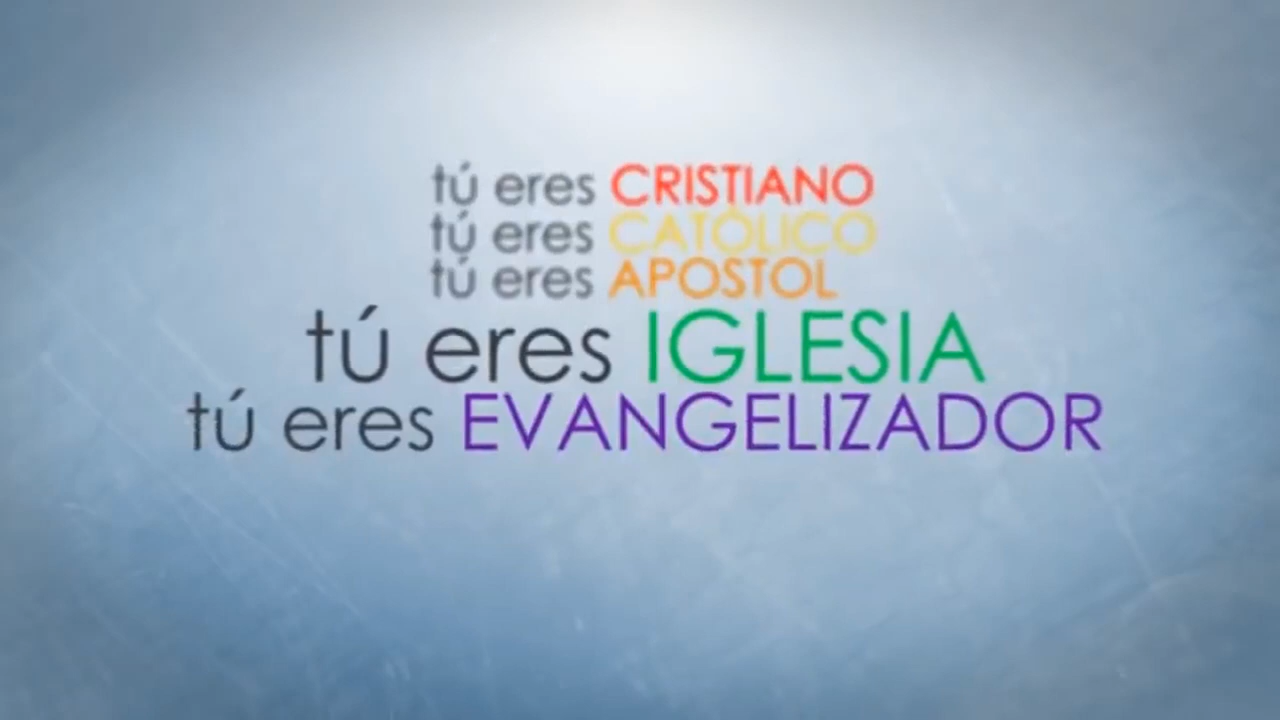 tú eres CRISTIANO
tú eres CATÓLICO
tú eres APOSTOL
tú eres IGLESIA
tú eres EVANGELIZADOR